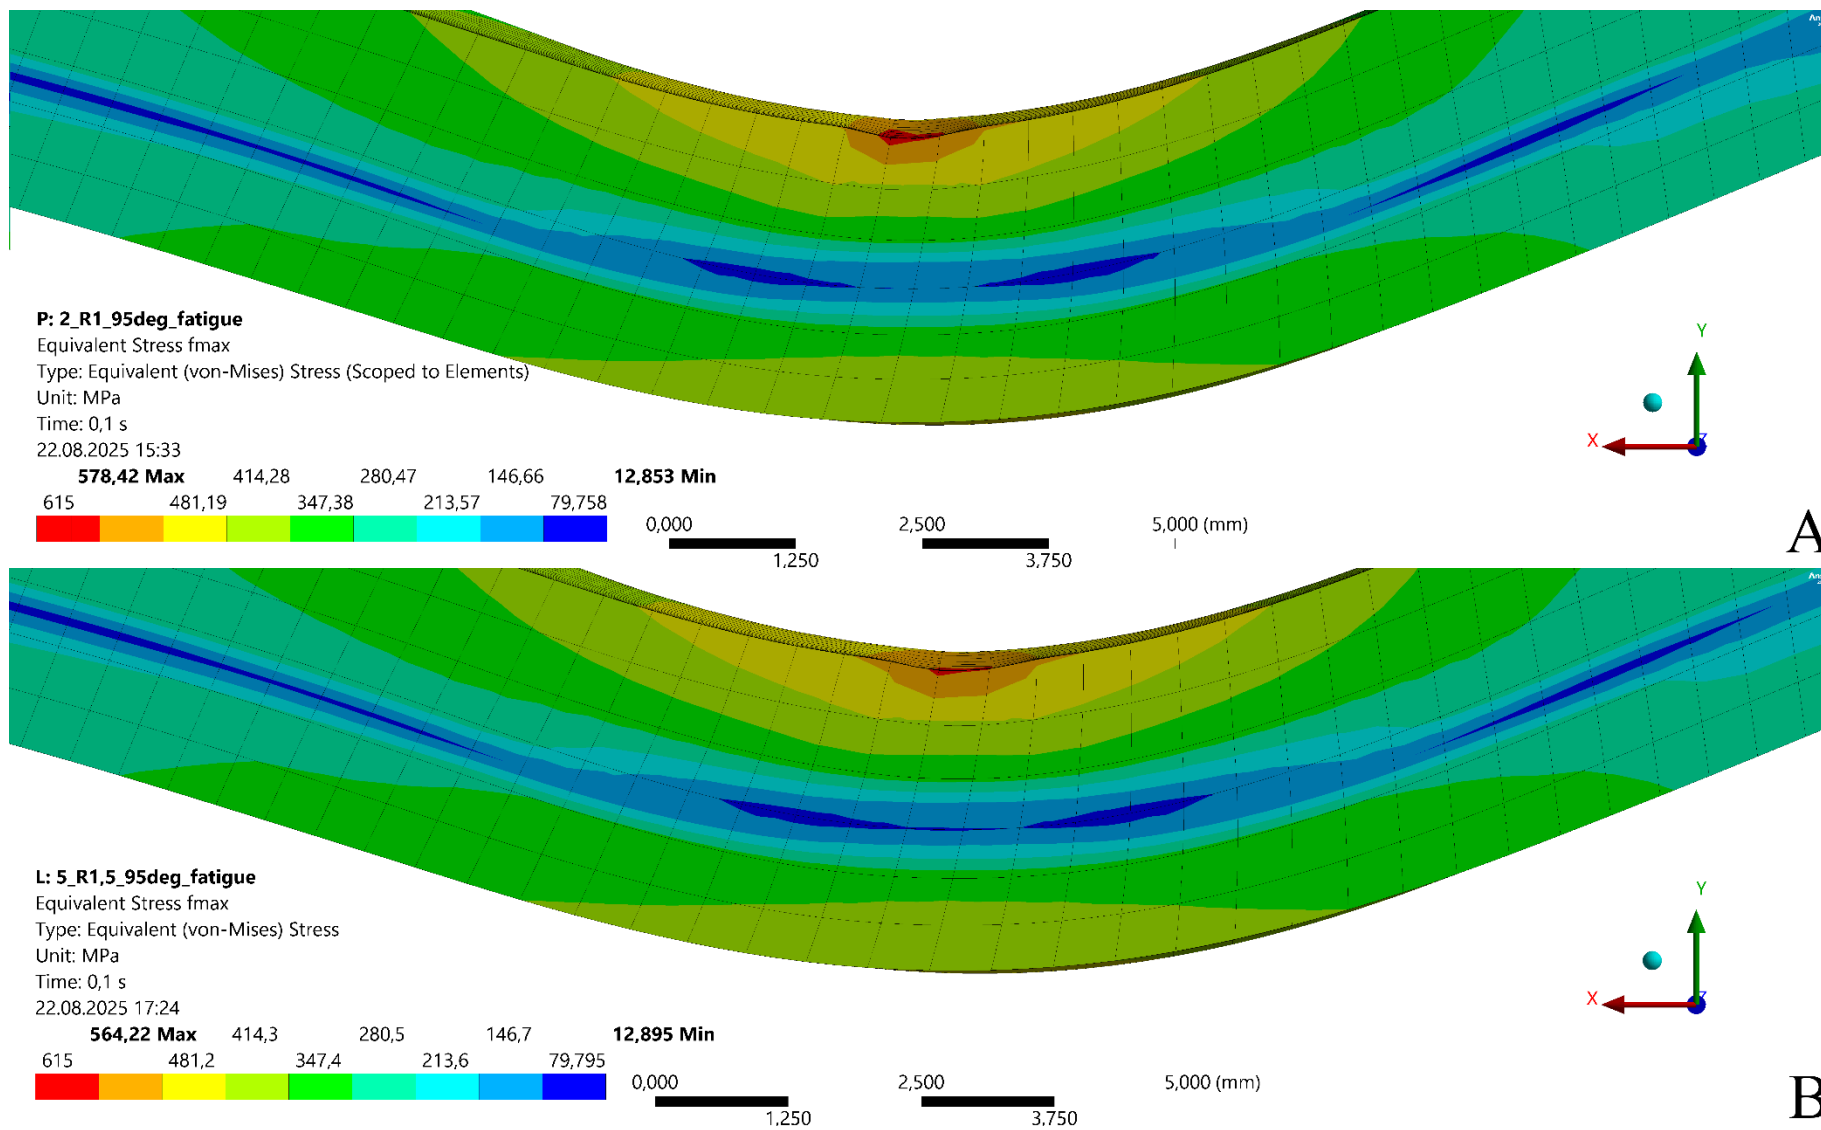 P: 2_R1_95deg_fatigue
Equivalent Stress fmax
Type: Equivalent (von-Mises) Stress (Scoped to Elements)
Unit: MPa
Time: 0,1 s
22.08.2025 15:33
578,42 Max 414,28 280,47 146,66 12,853 Min
615 481,19 347,38 213,57 79,758
0,000 2,500 5,000 (mm)
1,250 3,750
Y
X
Z
A
L: 5_R1,5_95deg_fatigue
Equivalent Stress fmax
Type: Equivalent (von-Mises) Stress
Unit: MPa
Time: 0,1 s
22.08.2025 17:24
564,22 Max 414,3 280,5 146,7 12,895 Min
615 481,2 347,4 213,6 79,795
0,000 2,500 5,000 (mm)
1,250 3,750
Y
X
Z
B